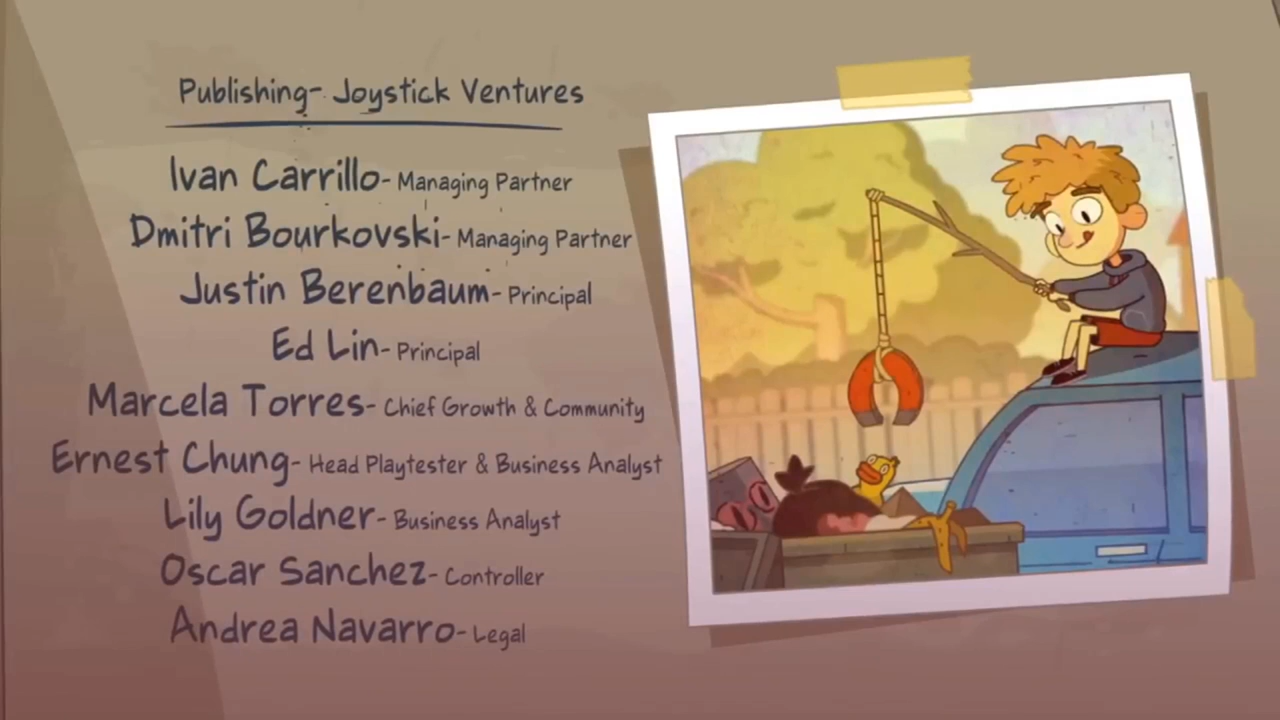 Publishing- Joystick Ventures
Ivan Carrillo- Managing Partner
Dmitri Bourkovski- Managing Partner
Justin Berenbaum- Principal
Ed Lin- Principal
Marcela Torres- Chief Growth & Community
Ernest Chung- Head Playtester & Business Analyst
Lily Goldner- Business Analyst
Oscar Sanchez- Controller
Andrea Navarro- Legal